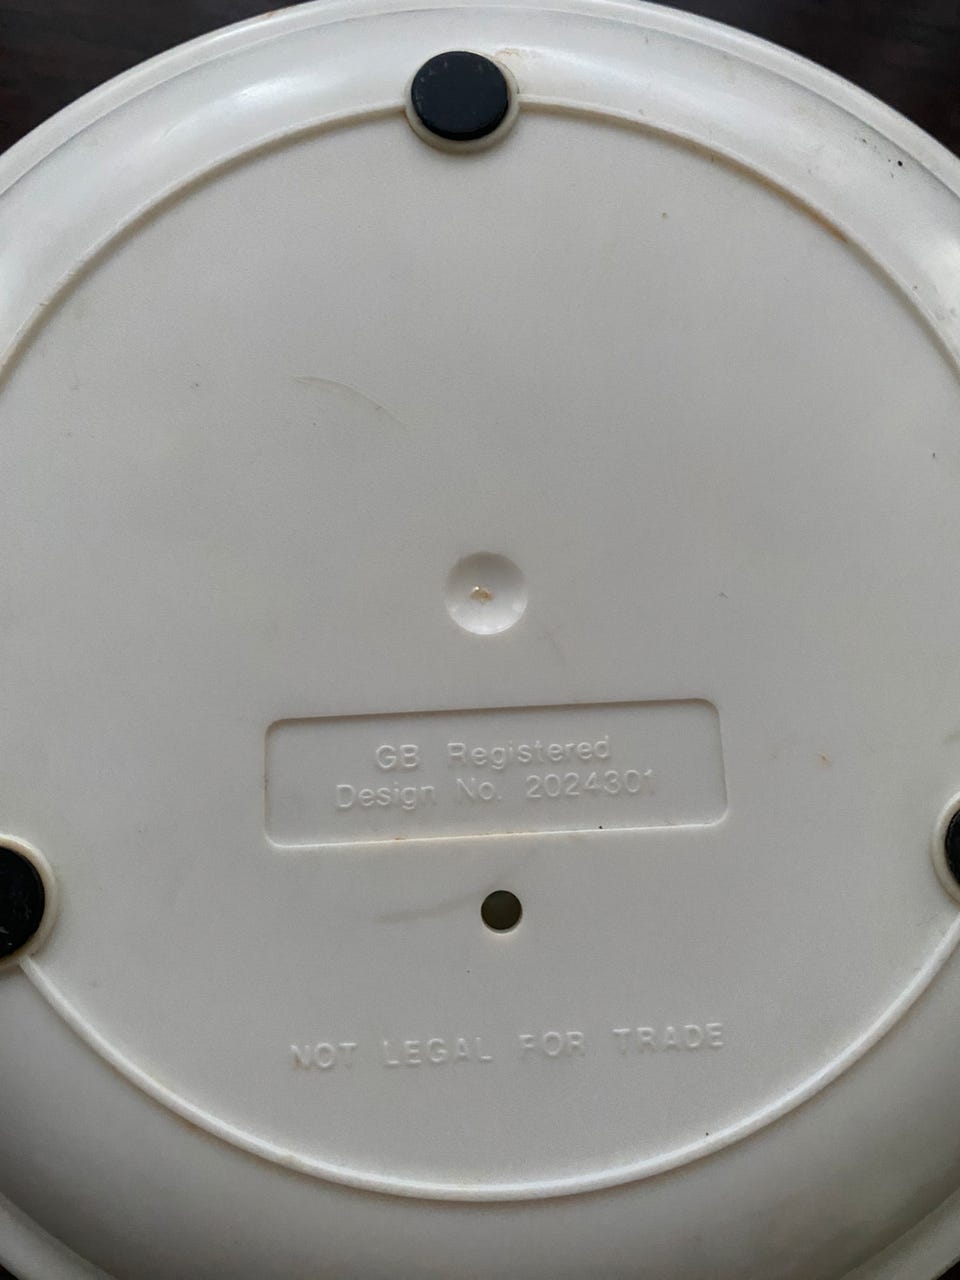 GB Registered
Design No. 2024301
NOT LEGAL FOR TRADE